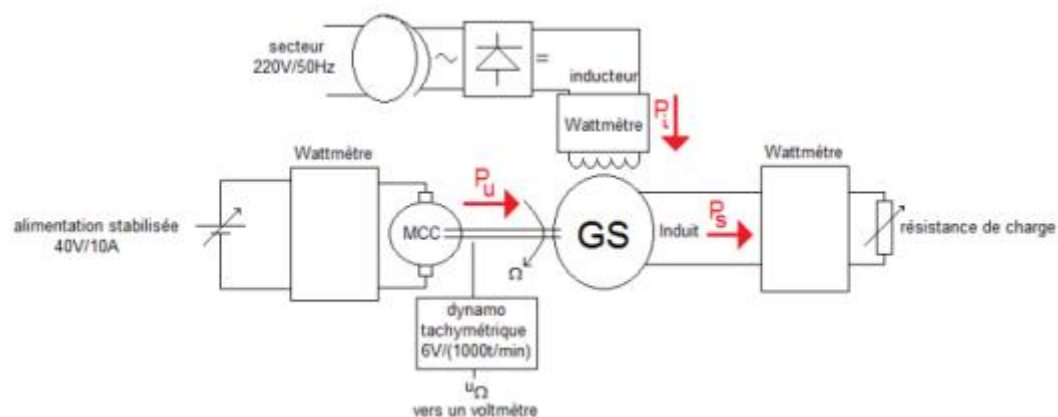 secteur
220V/50Hz
~
=
inducteur
Wattmètre
Pi
Wattmètre
Wattmètre
alimentation stabilisée
40V/10A
MCC
Pu
Ω
GS
Induit
Ps
résistance de charge
dynamo
tachymétrique
6V/(1000t/min)
uΩ
vers un voltmètre